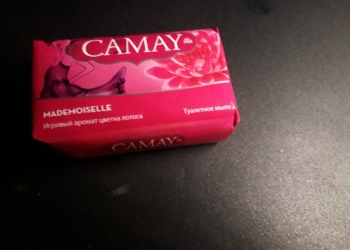 CAMAY
MADEMOISELLE
Игривый аромат цветка лотоса
Туалетное мыло
CAMAY